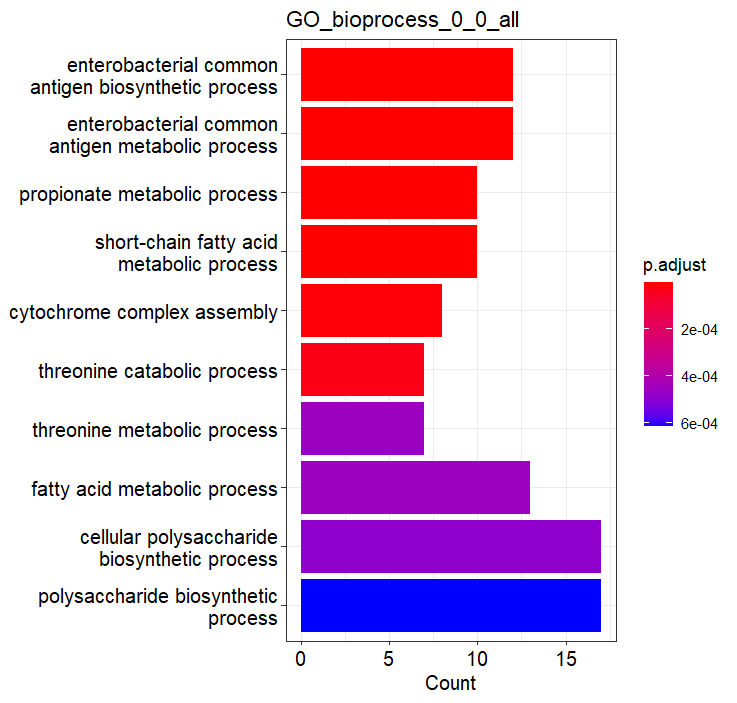 GO_bioprocess_0_0_all
enterobacterial common
antigen biosynthetic process
enterobacterial common
antigen metabolic process
propionate metabolic process
short-chain fatty acid
metabolic process
cytochrome complex assembly
threonine catabolic process
threonine metabolic process
fatty acid metabolic process
cellular polysaccharide
biosynthetic process
polysaccharide biosynthetic
process
0 5 10 15
Count
p.adjust
2e-04
4e-04
6e-04